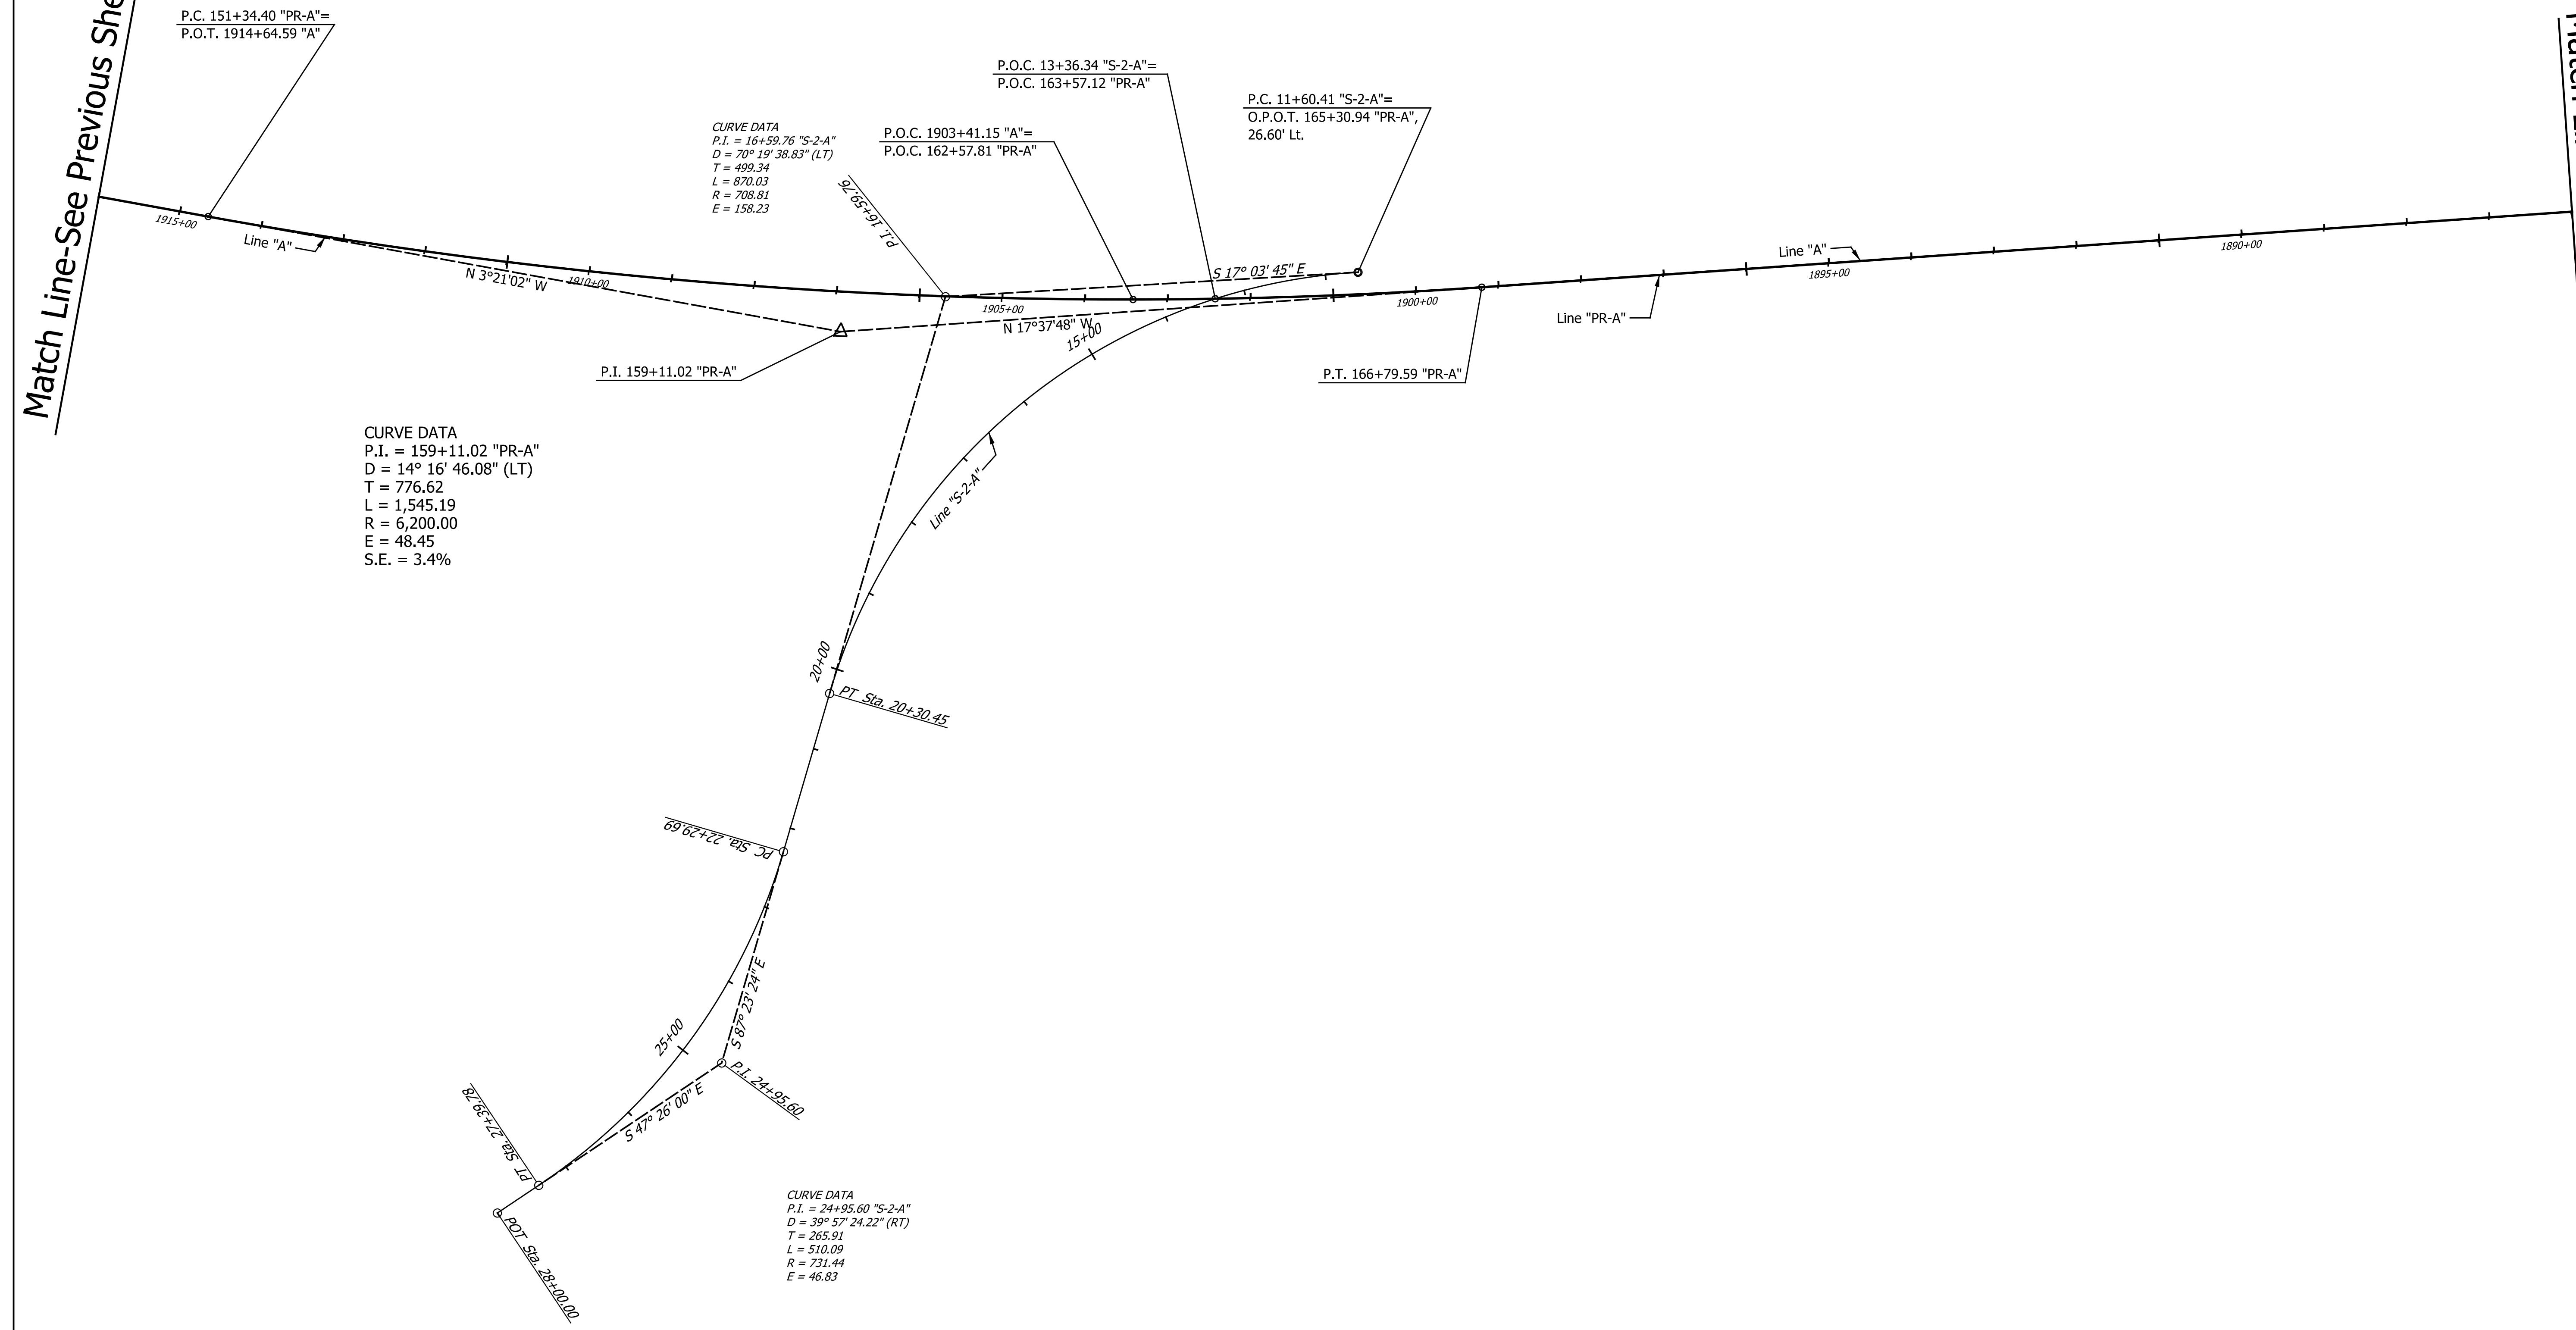 Match Line-See Previous She
P.C. 151+34.40 "PR-A"=
P.O.T. 1914+64.59 "A"
CURVE DATA
P.I. = 16+59.76 "S-2-A"
D = 70° 19' 38.83" (LT)
T = 499.34
L = 870.03
R = 708.81
E = 158.23
P.I. 16+59.76
P.O.C. 1903+41.15 "A"=
P.O.C. 162+57.81 "PR-A"
P.O.C. 13+36.34 "S-2-A"=
P.O.C. 163+57.12 "PR-A"
P.C. 11+60.41 "S-2-A"=
O.P.O.T. 165+30.94 "PR-A",
26.60' Lt.
1915+00
Line "A"
N 3°21'02" W
1910+00
1905+00
S 17° 03' 45" E
N 17°37'48" W
15+00
1900+00
Line "A"
1895+00
1890+00
Line "PR-A"
P.I. 159+11.02 "PR-A"
P.T. 166+79.59 "PR-A"
CURVE DATA
P.I. = 159+11.02 "PR-A"
D = 14° 16' 46.08" (LT)
T = 776.62
L = 1,545.19
R = 6,200.00
E = 48.45
S.E. = 3.4%
Line "S-2-A"
20+00
PT Sta. 20+30.45
PC Sta. 22+29.69
S 87° 23' 24" E
25+00
P.I. 24+95.60
S 47° 26' 00" E
PT Sta. 27+39.78
POT Sta. 28+00.00
CURVE DATA
P.I. = 24+95.60 "S-2-A"
D = 39° 57' 24.22" (RT)
T = 265.91
L = 510.09
R = 731.44
E = 46.83